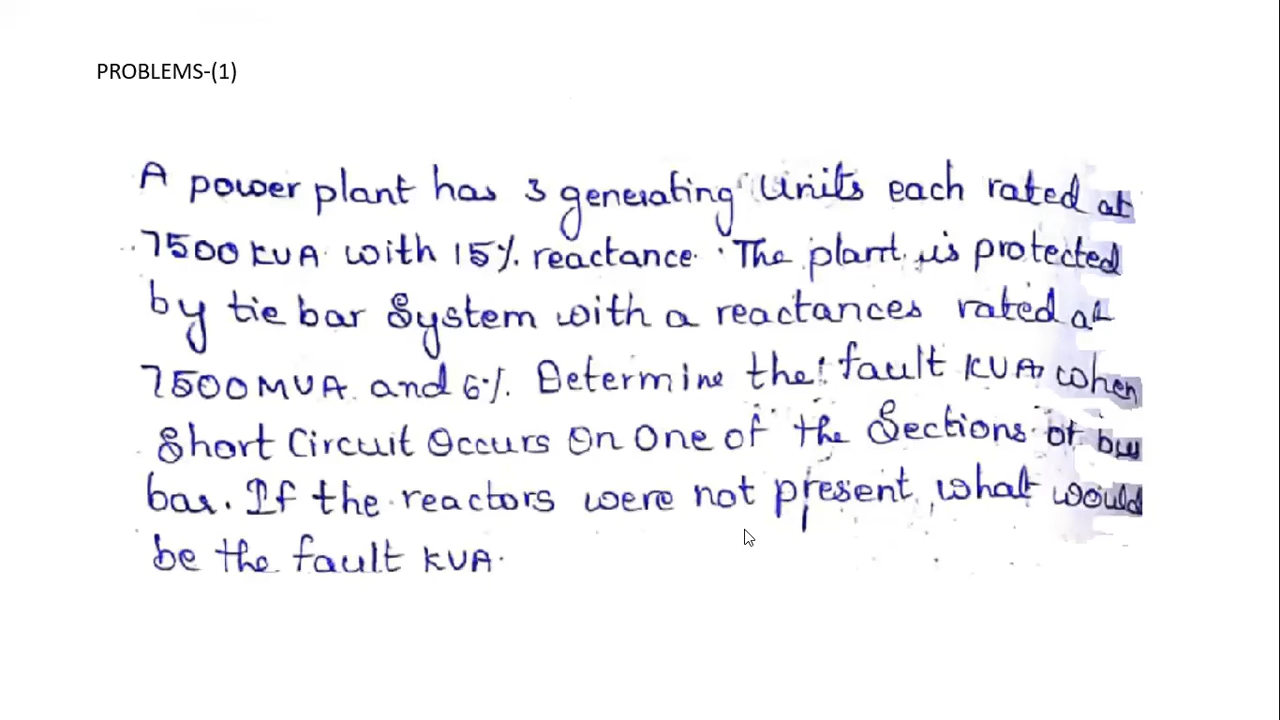 PROBLEMS-(1)
A power plant has 3 generating Units each rated at
7500 KVA with 15% reactance. The plant is protected
by tie bar System with a reactances rated at
7500 MVA and 6%. Determine the fault KVA when
Short Circuit Occurs On One of the Sections of bus
bar. If the reactors were not present, what would
be the fault KVA.